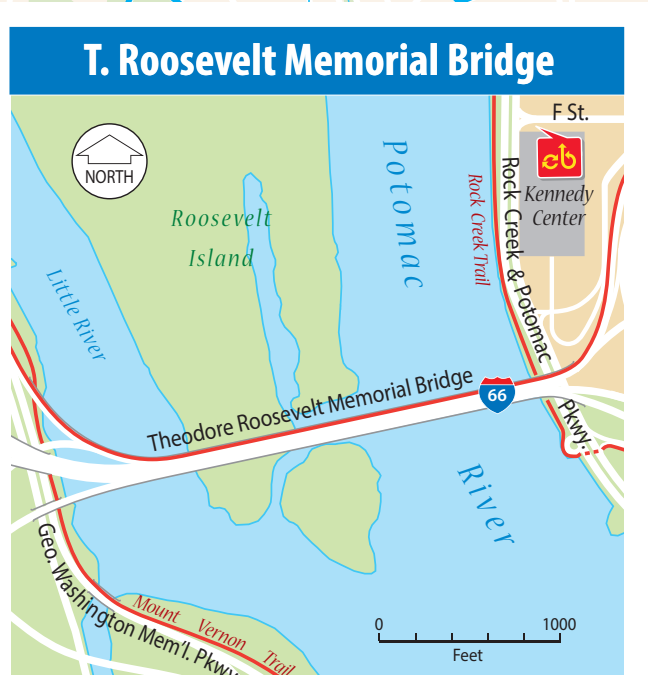 T. Roosevelt Memorial Bridge
F St.
NORTH
Kennedy
Center
Roosevelt
Island
Potomac
Rock Creek Trail
Rock Creek & Potomac
Pkwy.
Little River
Theodore Roosevelt Memorial Bridge
66
River
Geo. Washington Mem'l. Pkwy
Mount Vernon Trail
0 1000
Feet